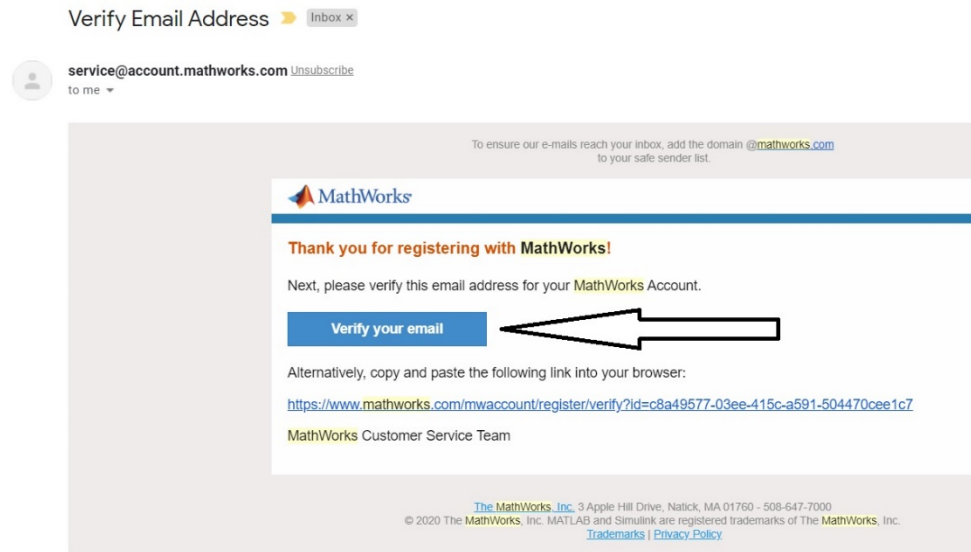 Verify Email Address
Inbox ×
service@account.mathworks.com Unsubscribe
to me
To ensure our e-mails reach your inbox, add the domain @mathworks.com
to your safe sender list.
MathWorks®
Thank you for registering with MathWorks!
Next, please verify this email address for your MathWorks Account.
Verify your email
Alternatively, copy and paste the following link into your browser:
https://www.mathworks.com/mwaccount/register/verify?id=c8a49577-03ee-415c-a591-504470cee1c7
MathWorks Customer Service Team
The MathWorks, Inc. 3 Apple Hill Drive, Natick, MA 01760 - 508-647-7000
© 2020 The MathWorks, Inc. MATLAB and Simulink are registered trademarks of The MathWorks, Inc.
Trademarks | Privacy Policy